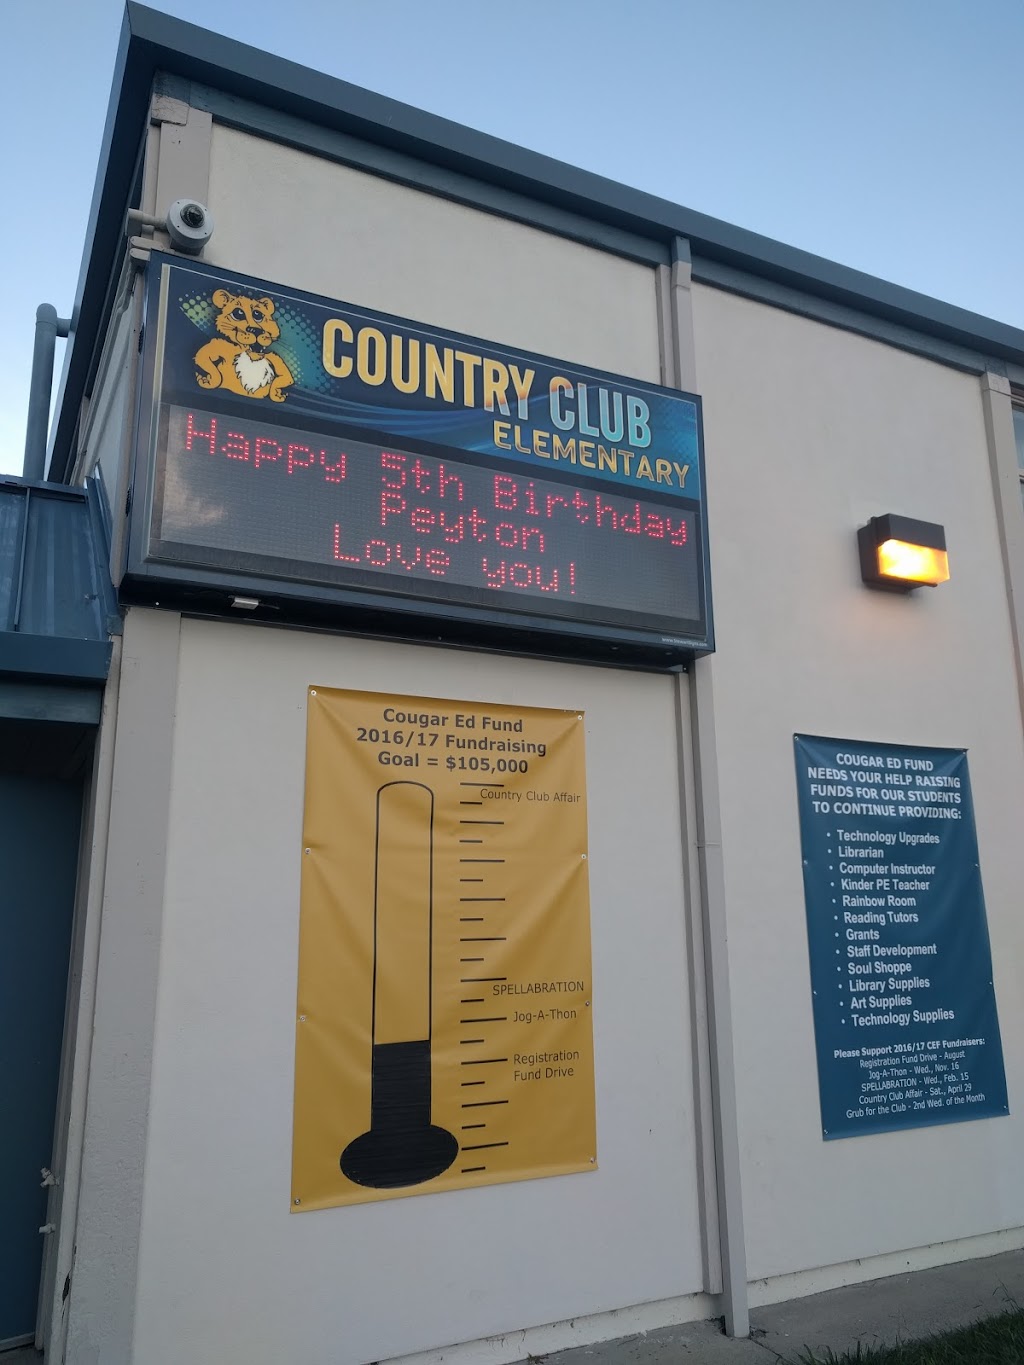 COUNTRY CLUB
ELEMENTARY
Happy 5th Birthday
Peyton
Love you!
Cougar Ed Fund
2016/17 Fundraising
Goal = $105,000
Country Club Affair
SPELLABRATION
Jog-A-Thon
Registration
Fund Drive
COUGAR ED FUND
NEEDS YOUR HELP RAISING
FUNDS FOR OUR STUDENTS
TO CONTINUE PROVIDING:
• Technology Upgrades
• Librarian
• Computer Instructor
• Kinder PE Teacher
• Rainbow Room
• Reading Tutors
• Grants
• Staff Development
• Soul Shoppe
• Library Supplies
• Art Supplies
• Technology Supplies
Please Support 2016/17 CEF Fundraisers:
Registration Fund Drive - August
Jog-A-Thon - Wed., Nov. 16
SPELLABRATION - Wed., Feb. 15
Country Club Affair - Sat., April 29
Grub for the Club - 2nd Wed. of the Month